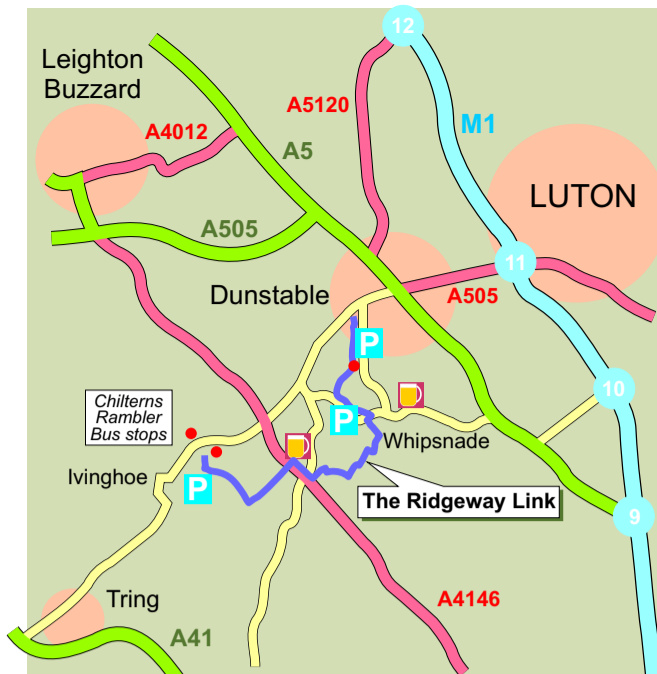 12
Leighton
Buzzard
A5120
M1
A4012
A5
LUTON
A505
11
Dunstable
A505
P
10
Chilterns
Rambler
Bus stops
P
Whipsnade
Ivinghoe
P
The Ridgeway Link
9
Tring
A4146
A41